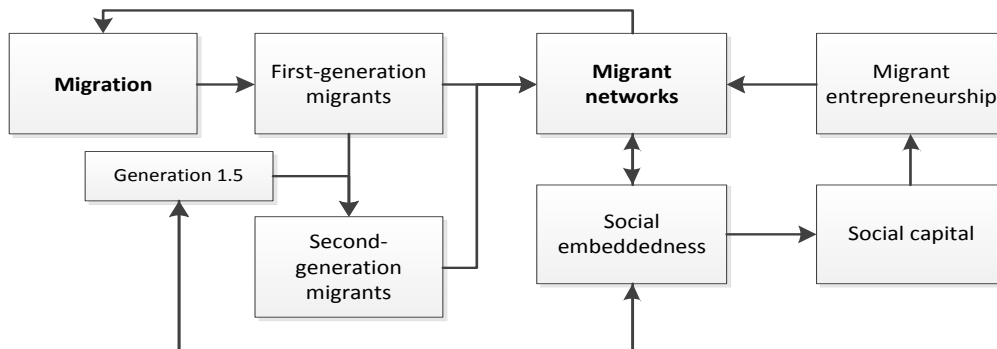 Migration
First-generation
migrants
Migrant
networks
Migrant
entrepreneurship
Generation 1.5
Second-
generation
migrants
Social
embeddedness
Social capital